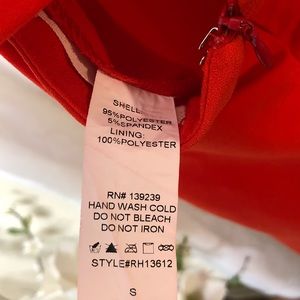 SHELL:
95%POLYESTER
5%SPANDEX
LINING:
100%POLYESTER
RN# 139239
HAND WASH COLD
DO NOT BLEACH
DO NOT IRON
STYLE#RH13612
S